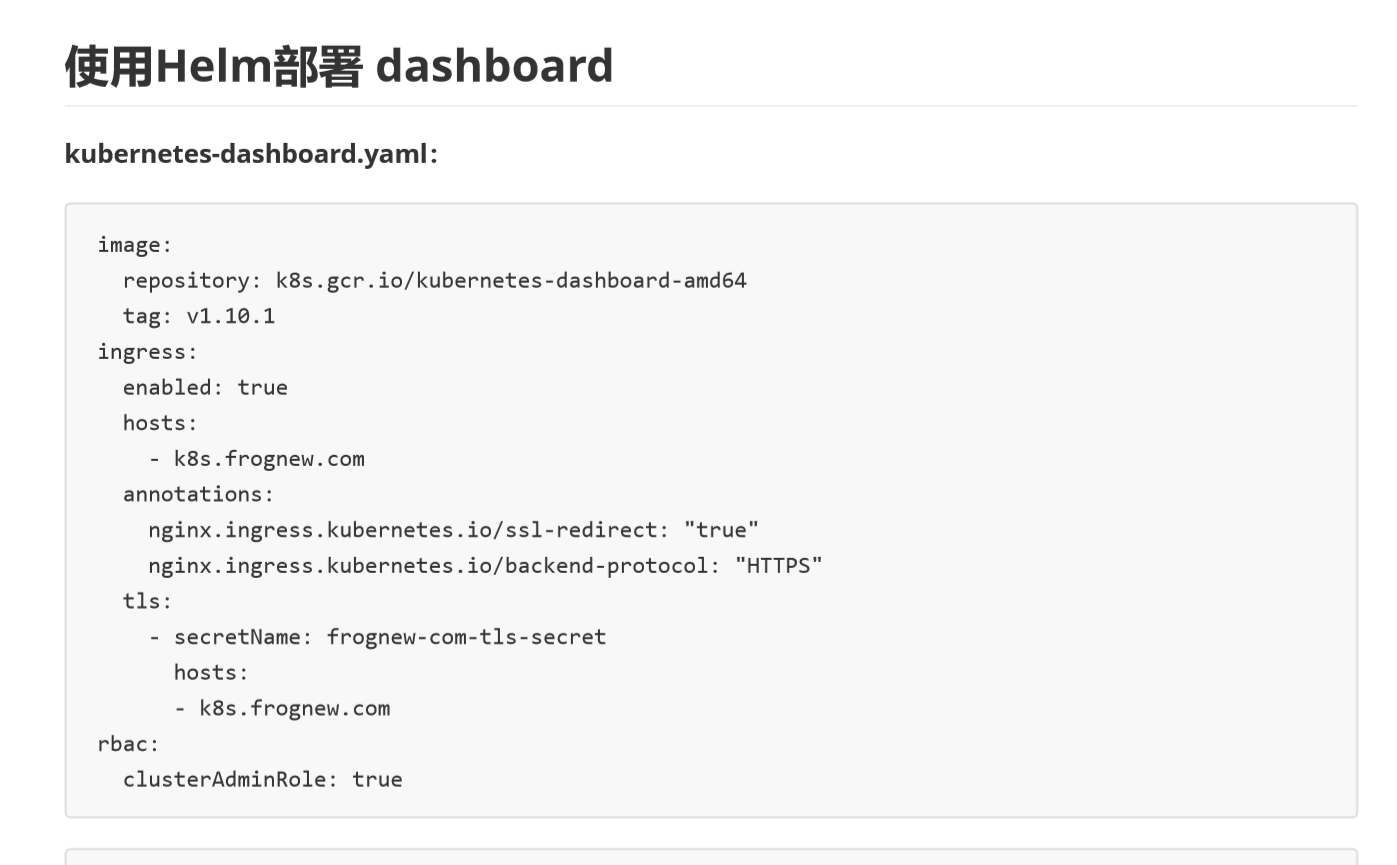 使用Helm部署 dashboard
kubernetes-dashboard.yaml：
image:
  repository: k8s.gcr.io/kubernetes-dashboard-amd64
  tag: v1.10.1
ingress:
  enabled: true
  hosts:
    - k8s.frognew.com
  annotations:
    nginx.ingress.kubernetes.io/ssl-redirect: "true"
    nginx.ingress.kubernetes.io/backend-protocol: "HTTPS"
  tls:
    - secretName: frognew-com-tls-secret
      hosts:
      - k8s.frognew.com
rbac:
  clusterAdminRole: true